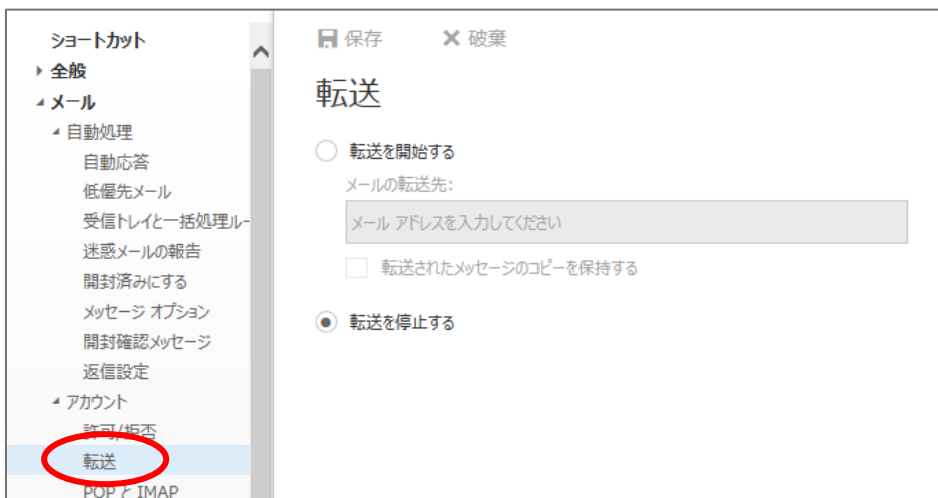 ショートカット
全般
メール
自動処理
自動応答
低優先メール
受信トレイと一括処理ルー
迷惑メールの報告
開封済みにする
メッセージ オプション
開封確認メッセージ
返信設定
アカウント
許可/拒否
転送
POP と IMAP
保存 破棄
転送
転送を開始する
メールの転送先:
メール アドレスを入力してください
転送されたメッセージのコピーを保持する
転送を停止する